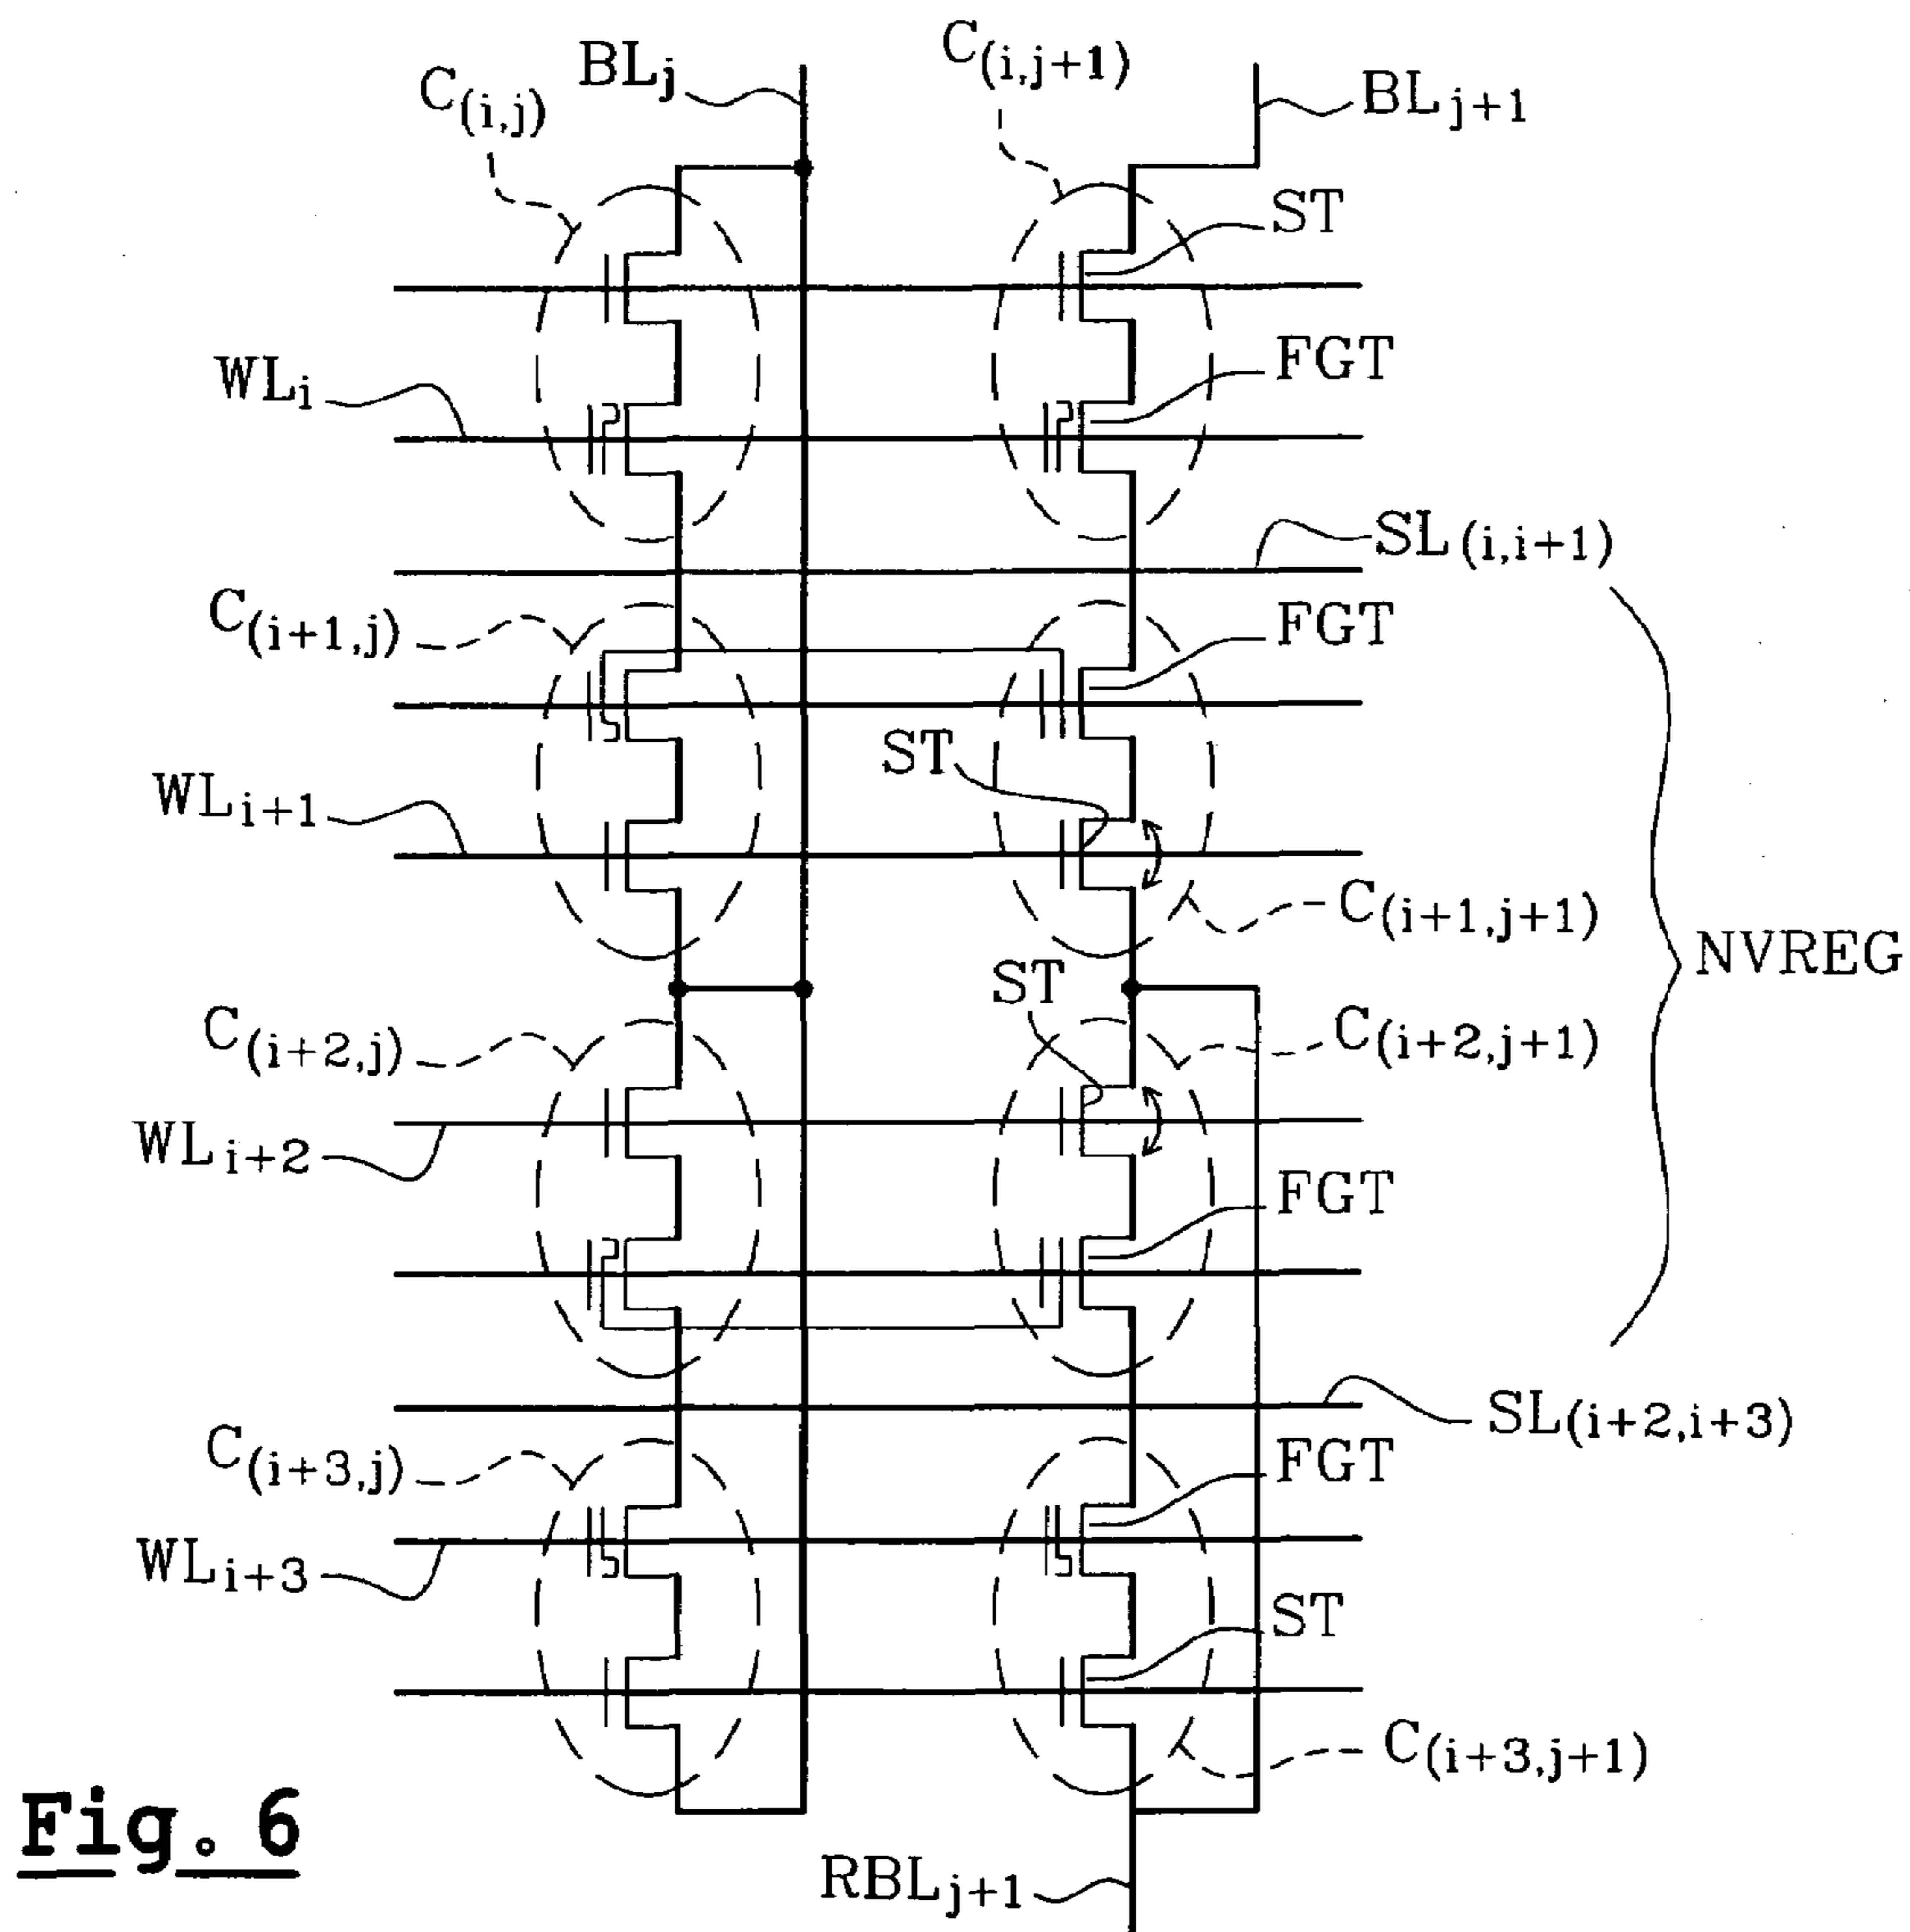 C(i,j)
BLj
C(i,j+1)
BLj+1
ST
WLi
FGT
SL(i,i+1)
C(i+1,j)
FGT
ST
WLi+1
C(i+1,j+1)
NVREG
ST
C(i+2,j)
C(i+2,j+1)
WLi+2
FGT
SL(i+2,i+3)
C(i+3,j)
FGT
WLi+3
ST
C(i+3,j+1)
Fig. 6
RBLj+1